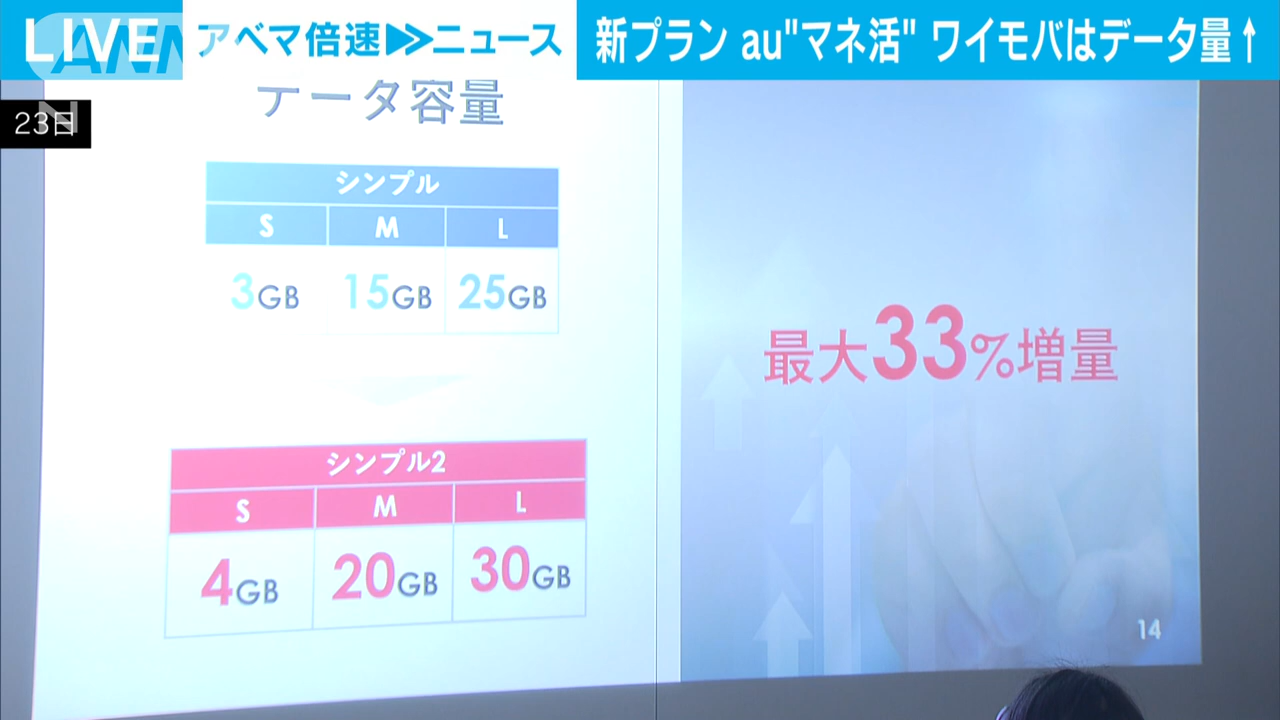 LIVE
ANN
アベマ倍速▶▶ニュース
新プラン au"マネ活" ワイモバはデータ量↑
23日
データ容量
シンプル
S M L
3GB 15GB 25GB
シンプル2
S M L
4GB 20GB 30GB
最大33%増量
14